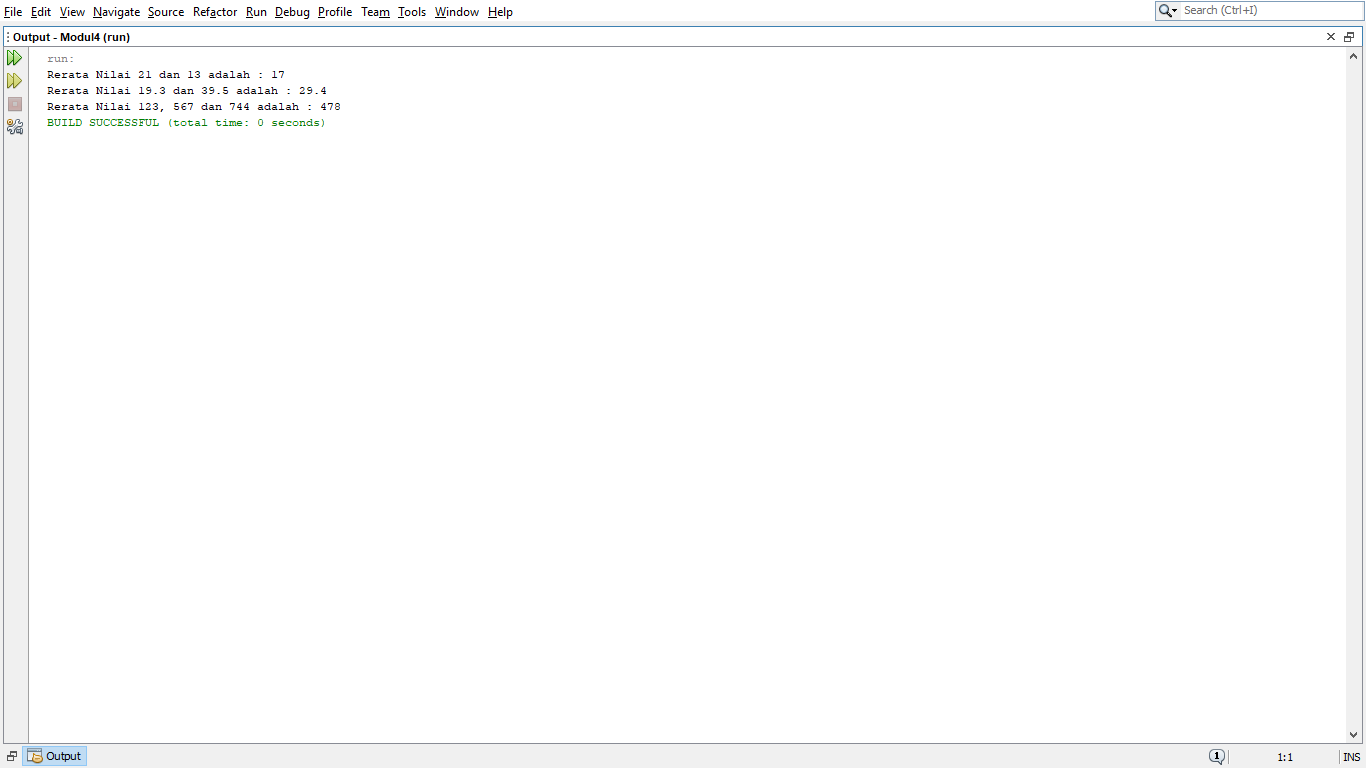 File Edit View Navigate Source Refactor Run Debug Profile Team Tools Window Help Search (Ctrl+I)
Output - Modul4 (run)
run:
Rerata Nilai 21 dan 13 adalah : 17
Rerata Nilai 19.3 dan 39.5 adalah : 29.4
Rerata Nilai 123, 567 dan 744 adalah : 478
BUILD SUCCESSFUL (total time: 0 seconds)
Output 1 1:1 INS